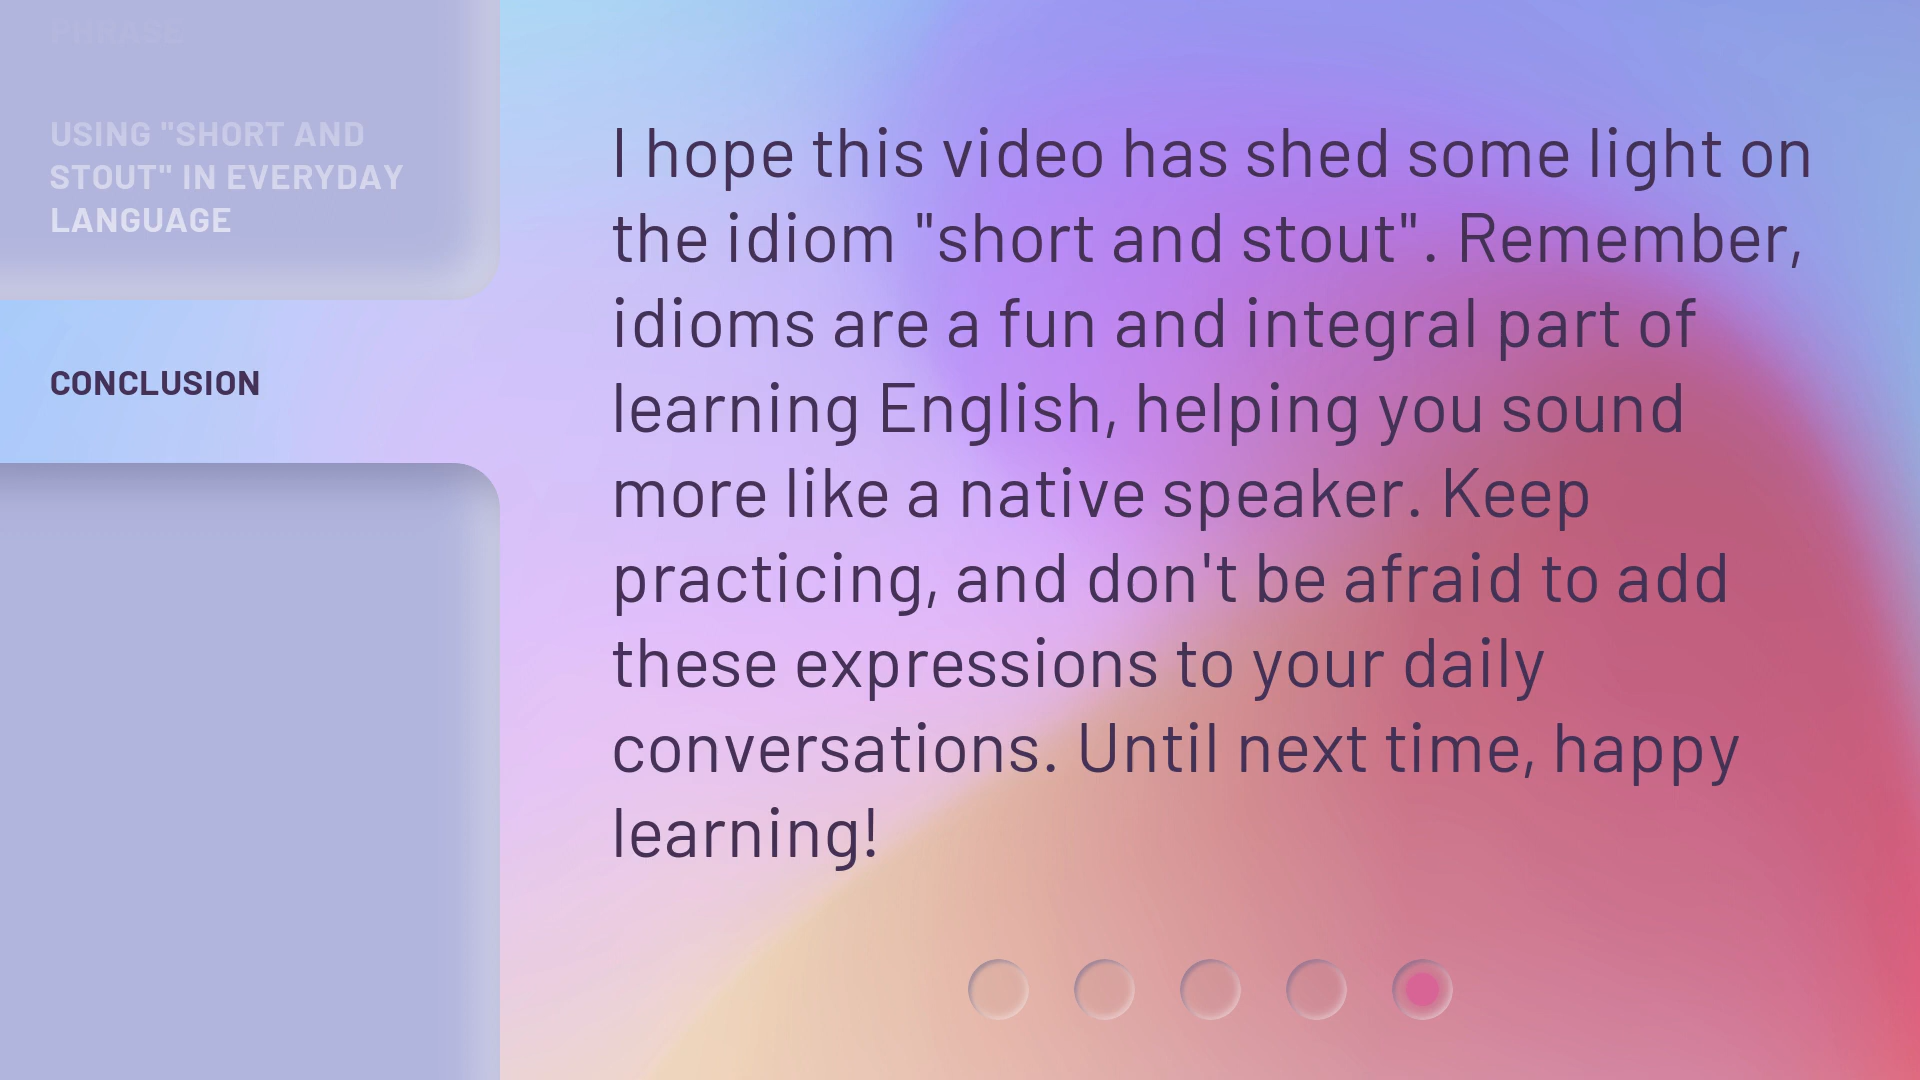 PHRASE
USING "SHORT AND
STOUT" IN EVERYDAY
LANGUAGE
CONCLUSION
I hope this video has shed some light on
the idiom "short and stout". Remember,
idioms are a fun and integral part of
learning English, helping you sound
more like a native speaker. Keep
practicing, and don't be afraid to add
these expressions to your daily
conversations. Until next time, happy
learning!